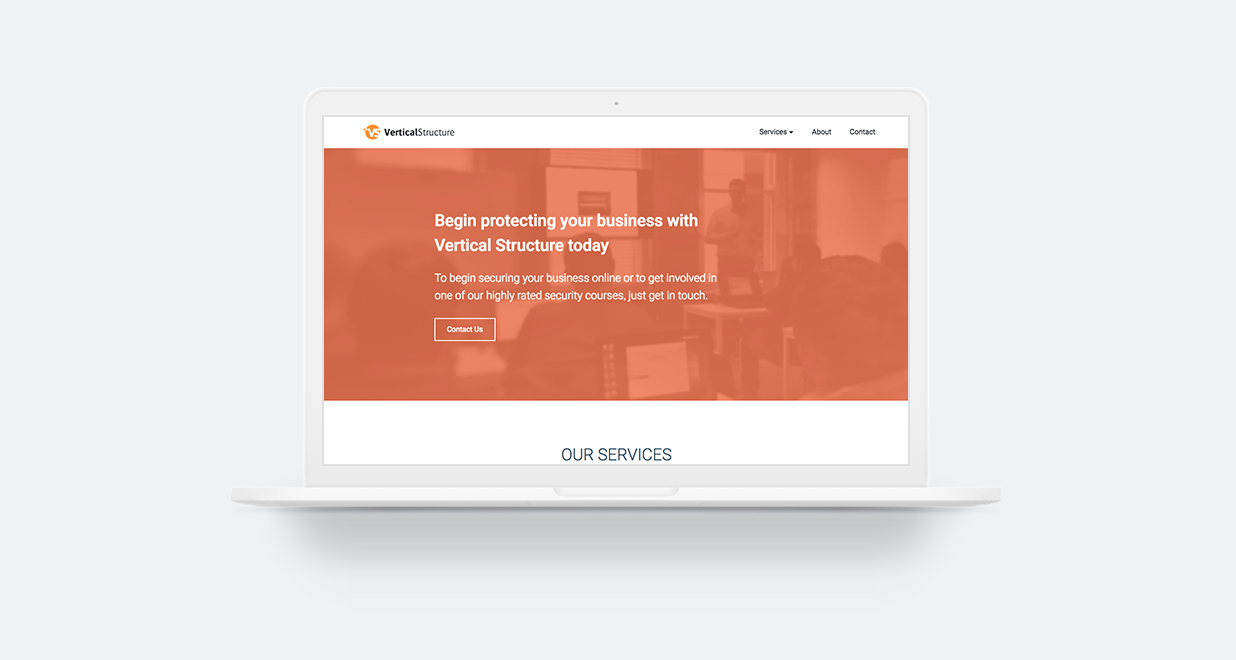 VS VerticalStructure
Services
About
Contact
Begin protecting your business with
Vertical Structure today
To begin securing your business online or to get involved in
one of our highly rated security courses, just get in touch.
Contact Us
OUR SERVICES